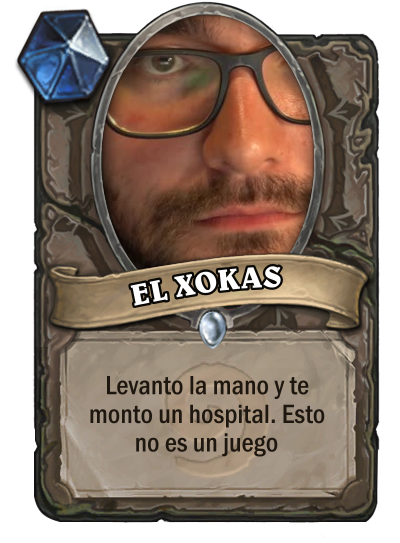 EL XOKAS
Levanto la mano y te
monto un hospital. Esto
no es un juego